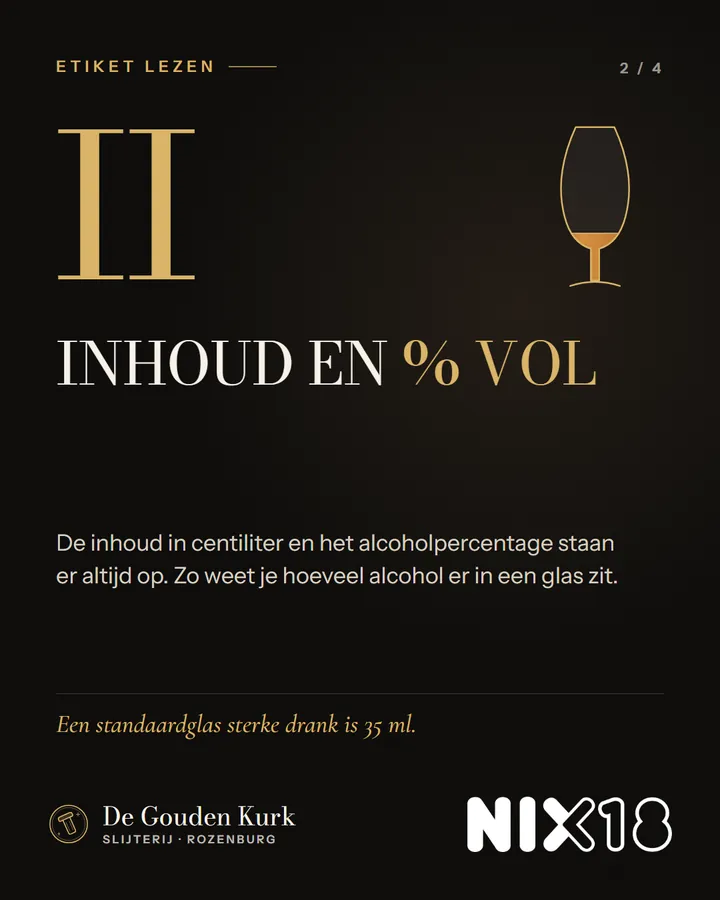 ETIKET LEZEN
2 / 4
II
INHOUD EN % VOL
De inhoud in centiliter en het alcoholpercentage staan
er altijd op. Zo weet je hoeveel alcohol er in een glas zit.
Een standaardglas sterke drank is 35 ml.
De Gouden Kurk
SLIJTERIJ · ROZENBURG
NIX18